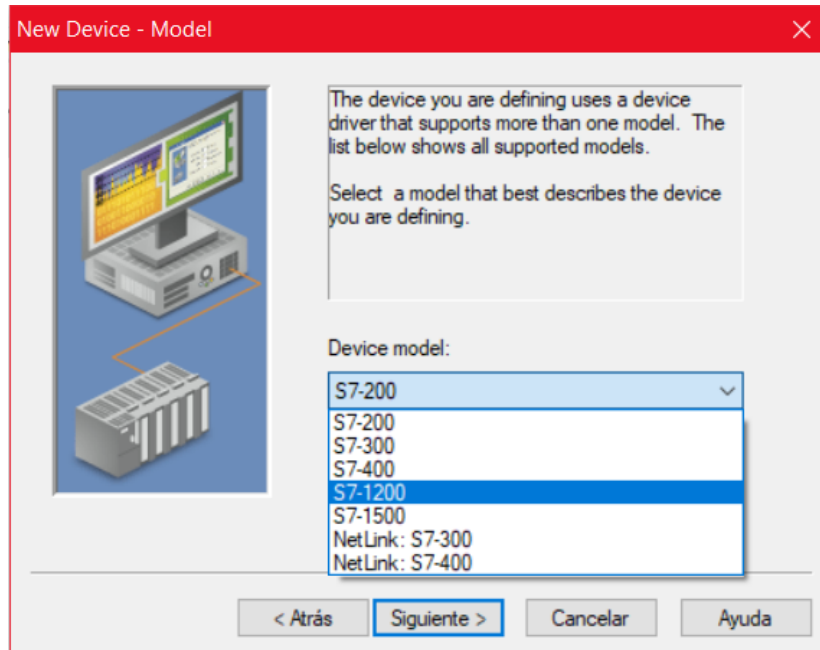 New Device - Model
The device you are defining uses a device
driver that supports more than one model. The
list below shows all supported models.
Select a model that best describes the device
you are defining.
Device model:
S7-200
S7-200
S7-300
S7-400
S7-1200
S7-1500
NetLink: S7-300
NetLink: S7-400
< Atrás
Siguiente >
Cancelar
Ayuda